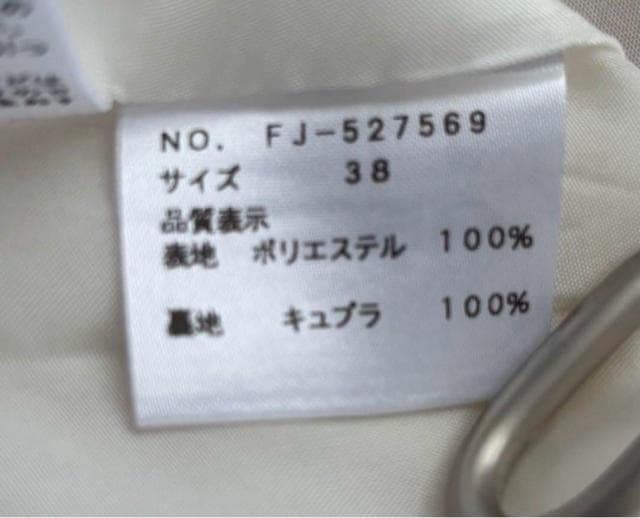 NO. FJ-527569
サイズ 38
品質表示
表地 ポリエステル 100%
裏地 キュプラ 100%